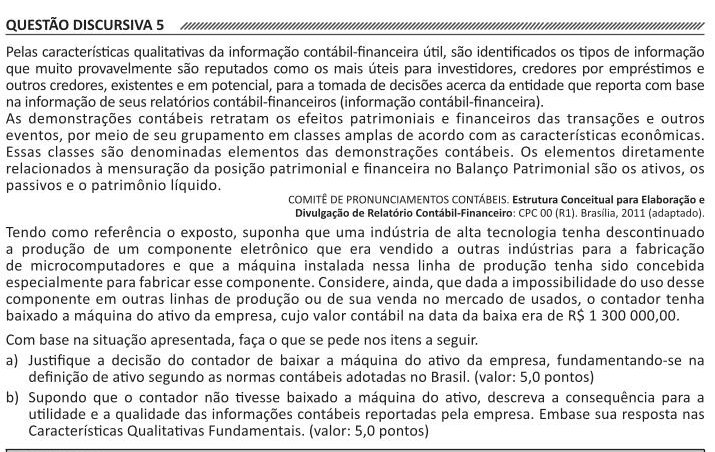 QUESTÃO DISCURSIVA 5
Pelas características qualitativas da informação contábil-financeira útil, são identificados os tipos de informação
que muito provavelmente são reputados como os mais úteis para investidores, credores por empréstimos e
outros credores, existentes e em potencial, para a tomada de decisões acerca da entidade que reporta com base
na informação de seus relatórios contábil-financeiros (informação contábil-financeira).
As demonstrações contábeis retratam os efeitos patrimoniais e financeiros das transações e outros
eventos, por meio de seu grupamento em classes amplas de acordo com as características econômicas.
Essas classes são denominadas elementos das demonstrações contábeis. Os elementos diretamente
relacionados à mensuração da posição patrimonial e financeira no Balanço Patrimonial são os ativos, os
passivos e o patrimônio líquido.
COMITÊ DE PRONUNCIAMENTOS CONTÁBEIS. Estrutura Conceitual para Elaboração e
Divulgação de Relatório Contábil-Financeiro: CPC 00 (R1). Brasília, 2011 (adaptado).
Tendo como referência o exposto, suponha que uma indústria de alta tecnologia tenha descontinuado
a produção de um componente eletrônico que era vendido a outras indústrias para a fabricação
de microcomputadores e que a máquina instalada nessa linha de produção tenha sido concebida
especialmente para fabricar esse componente. Considere, ainda, que dada a impossibilidade do uso desse
componente em outras linhas de produção ou de sua venda no mercado de usados, o contador tenha
baixado a máquina do ativo da empresa, cujo valor contábil na data da baixa era de R$ 1 300 000,00.
Com base na situação apresentada, faça o que se pede nos itens a seguir.
a) Justifique a decisão do contador de baixar a máquina do ativo da empresa, fundamentando-se na
definição de ativo segundo as normas contábeis adotadas no Brasil. (valor: 5,0 pontos)
b) Supondo que o contador não tivesse baixado a máquina do ativo, descreva a consequência para a
utilidade e a qualidade das informações contábeis reportadas pela empresa. Embase sua resposta nas
Características Qualitativas Fundamentais. (valor: 5,0 pontos)